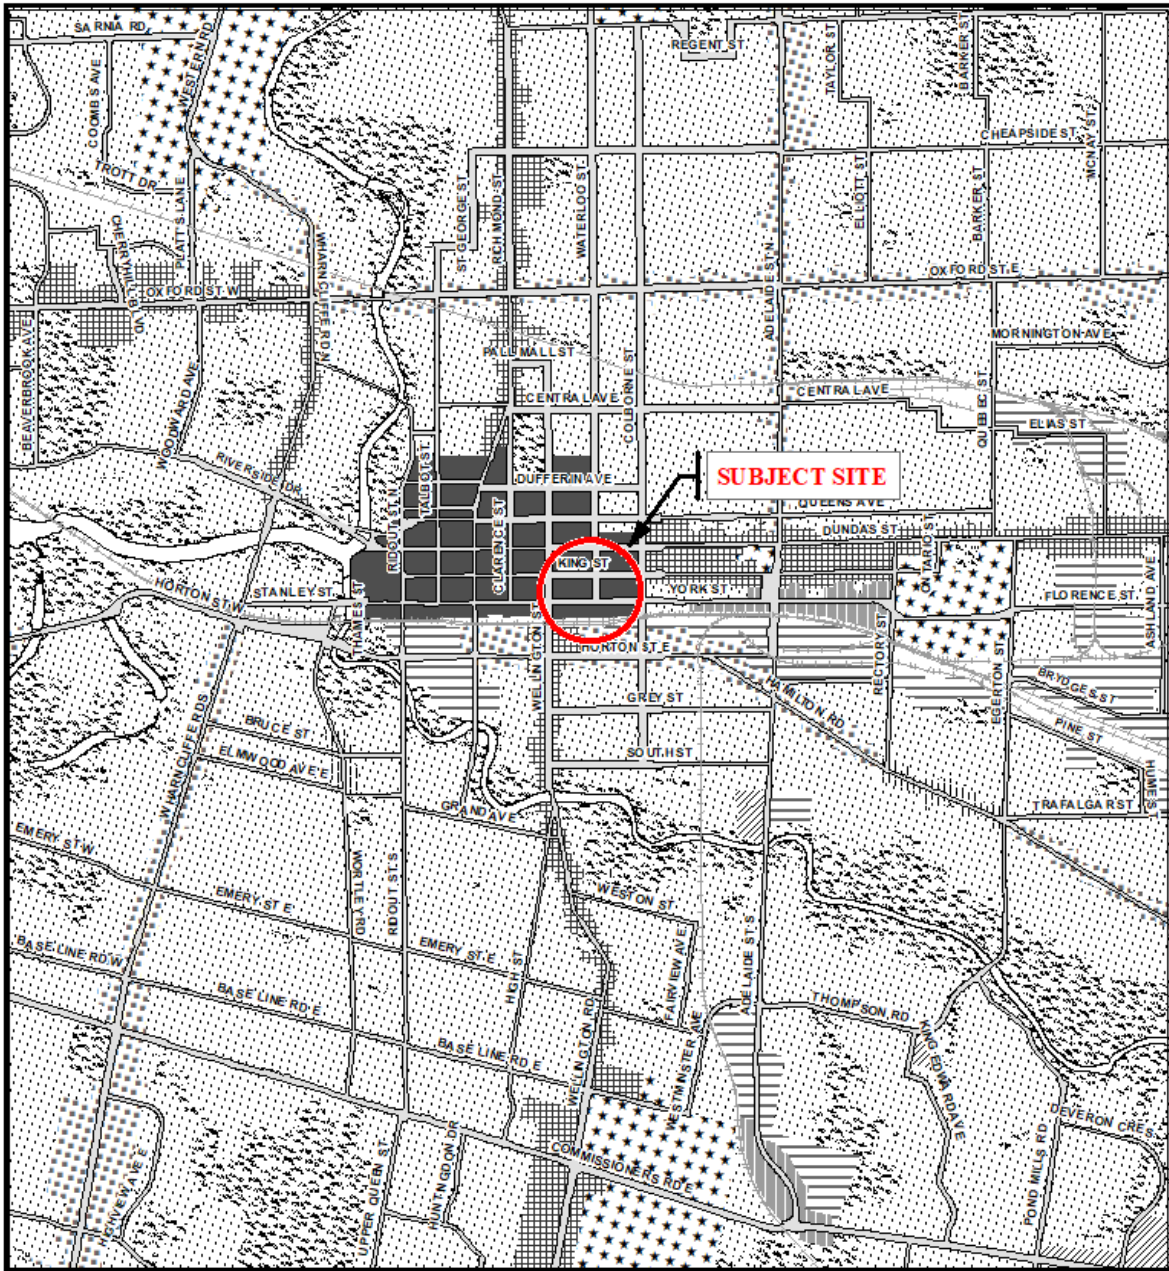 SARNIA RD
WESTERN RD
COOMBS AVE
TROTT DR
PLATT'S LANE
CHERRYHILL BLVD
WHARNCLIFFE RD N
OXFORD ST W
BEAVERBROOK AVE
WOODWARD AVE
RIVERSIDE DR
REGENT ST
TAYLOR ST
BARKER ST
CHEAPSIDE ST
MCNAY ST
ST GEORGE ST
RICHMOND ST
WATERLOO ST
ELLIOTT ST
BARKER ST
ADELAIDE ST N
OXFORD ST E
MORNINGTON AVE
PALL MALL ST
COLBORNE ST
CENTRAL AVE
CENTRAL AVE
QUEBEC ST
ELIAS ST
TALBOT ST
RIDOUT ST N
DUFFERIN AVE
SUBJECT SITE
QUEENS AVE
DUNDAS ST
CLARENCE ST
KING ST
ONTARIO ST
YORK ST
FLORENCE ST
ASHLAND AVE
HORTON ST W
STANLEY ST
THAMES ST
WELLINGTON ST
HORTON ST E
RECTORY ST
EGERTON ST
BRYDGES ST
PINE ST
HUME ST
GREY ST
HAMILTON RD
SOUTH ST
TRAFALGAR ST
WHARNCLIFFE RD S
BRUCE ST
ELMWOOD AVE E
GRAND AVE
EMERY ST W
EMERY ST E
WORTLEY RD
RIDOUT ST S
EMERY ST E
WESTON ST
FAIRVIEW AVE
ADELAIDE ST S
BASE LINE RD W
BASE LINE RD E
HIGH ST
BASE LINE RD E
WELLINGTON RD
WESTMINSTER AVE
THOMPSON RD
KING EDWARD AVE
DEVERON CRES
POND MILLS RD
HIGHVIEW AVE E
UPPER QUEEN ST
HUNTINGDON DR
COMMISSIONERS RD E